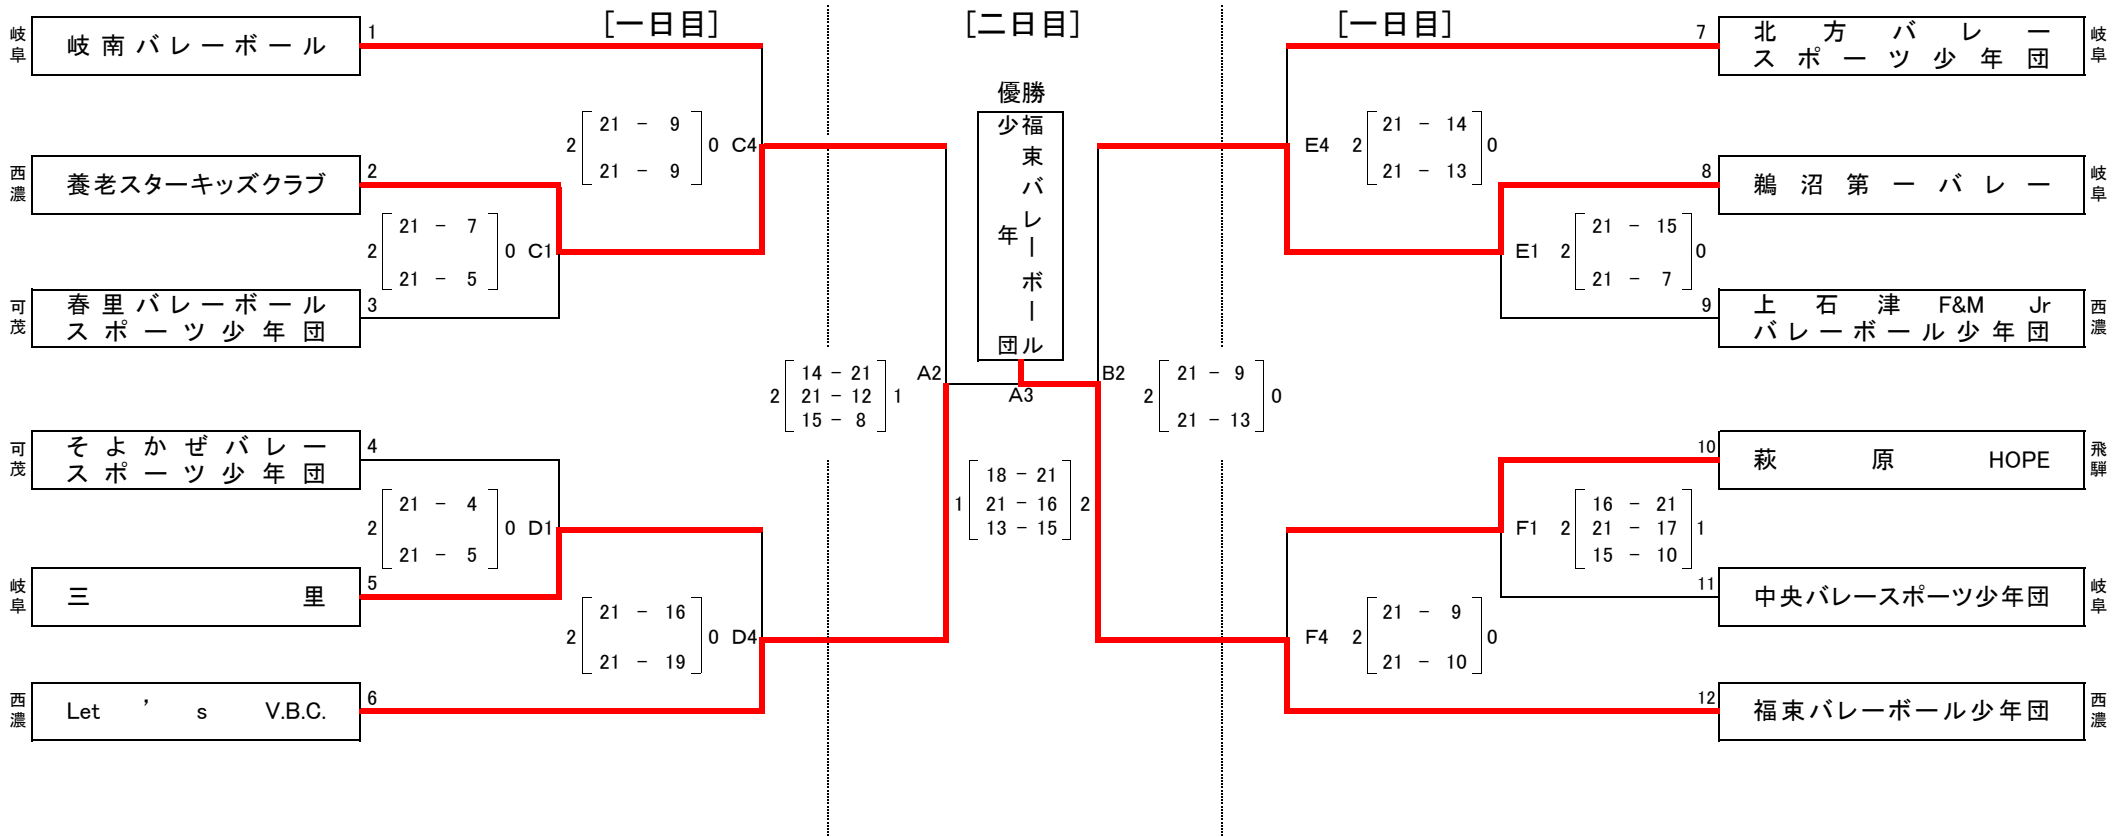 [一日目]
[二日目]
[一日目]
岐阜
岐南バレーボール
1
2 [ 21 - 9
21 - 9 ] 0 C4
西濃
養老スターキッズクラブ
2
2 [ 21 - 7
21 - 5 ] 0 C1
可茂
春里バレーボール
スポーツ少年団
3
2 [ 14 - 21
21 - 12
15 - 8 ] 1
A2
可茂
そよかぜバレー
スポーツ少年団
4
2 [ 21 - 4
21 - 5 ] 0 D1
岐阜
三里
5
2 [ 21 - 16
21 - 19 ] 0 D4
西濃
Let's V.B.C.
6
優勝
福束バレーボール
少年団
A3
1 [ 18 - 21
21 - 16
13 - 15 ] 2
B2
2 [ 21 - 9
21 - 13 ] 0
7
北方バレー
スポーツ少年団
岐阜
E4 2 [ 21 - 14
21 - 13 ] 0
8
鵜沼第一バレー
岐阜
E1 2 [ 21 - 15
21 - 7 ] 0
9
上石津F&M Jr
バレーボール少年団
西濃
10
萩原HOPE
飛騨
F1 2 [ 16 - 21
21 - 17
15 - 10 ] 1
11
中央バレースポーツ少年団
岐阜
F4 2 [ 21 - 9
21 - 10 ] 0
12
福束バレーボール少年団
西濃